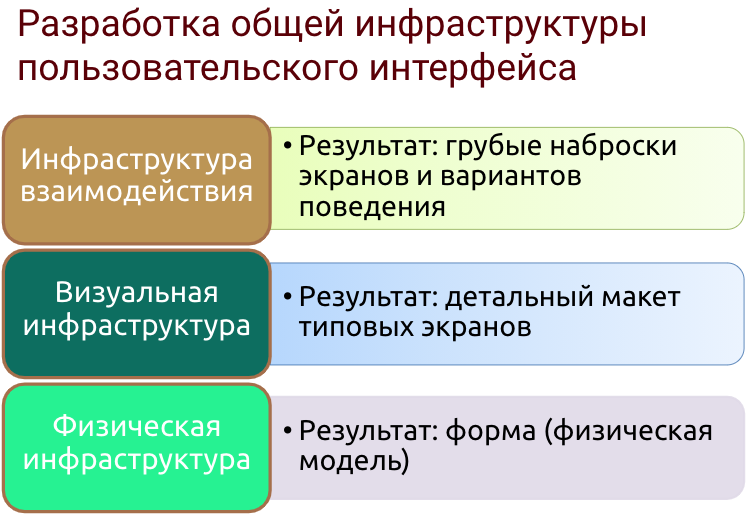 Разработка общей инфраструктуры
пользовательского интерфейса
Инфраструктура
взаимодействия
• Результат: грубые наброски
экранов и вариантов
поведения
Визуальная
инфраструктура
• Результат: детальный макет
типовых экранов
Физическая
инфраструктура
• Результат: форма (физическая
модель)